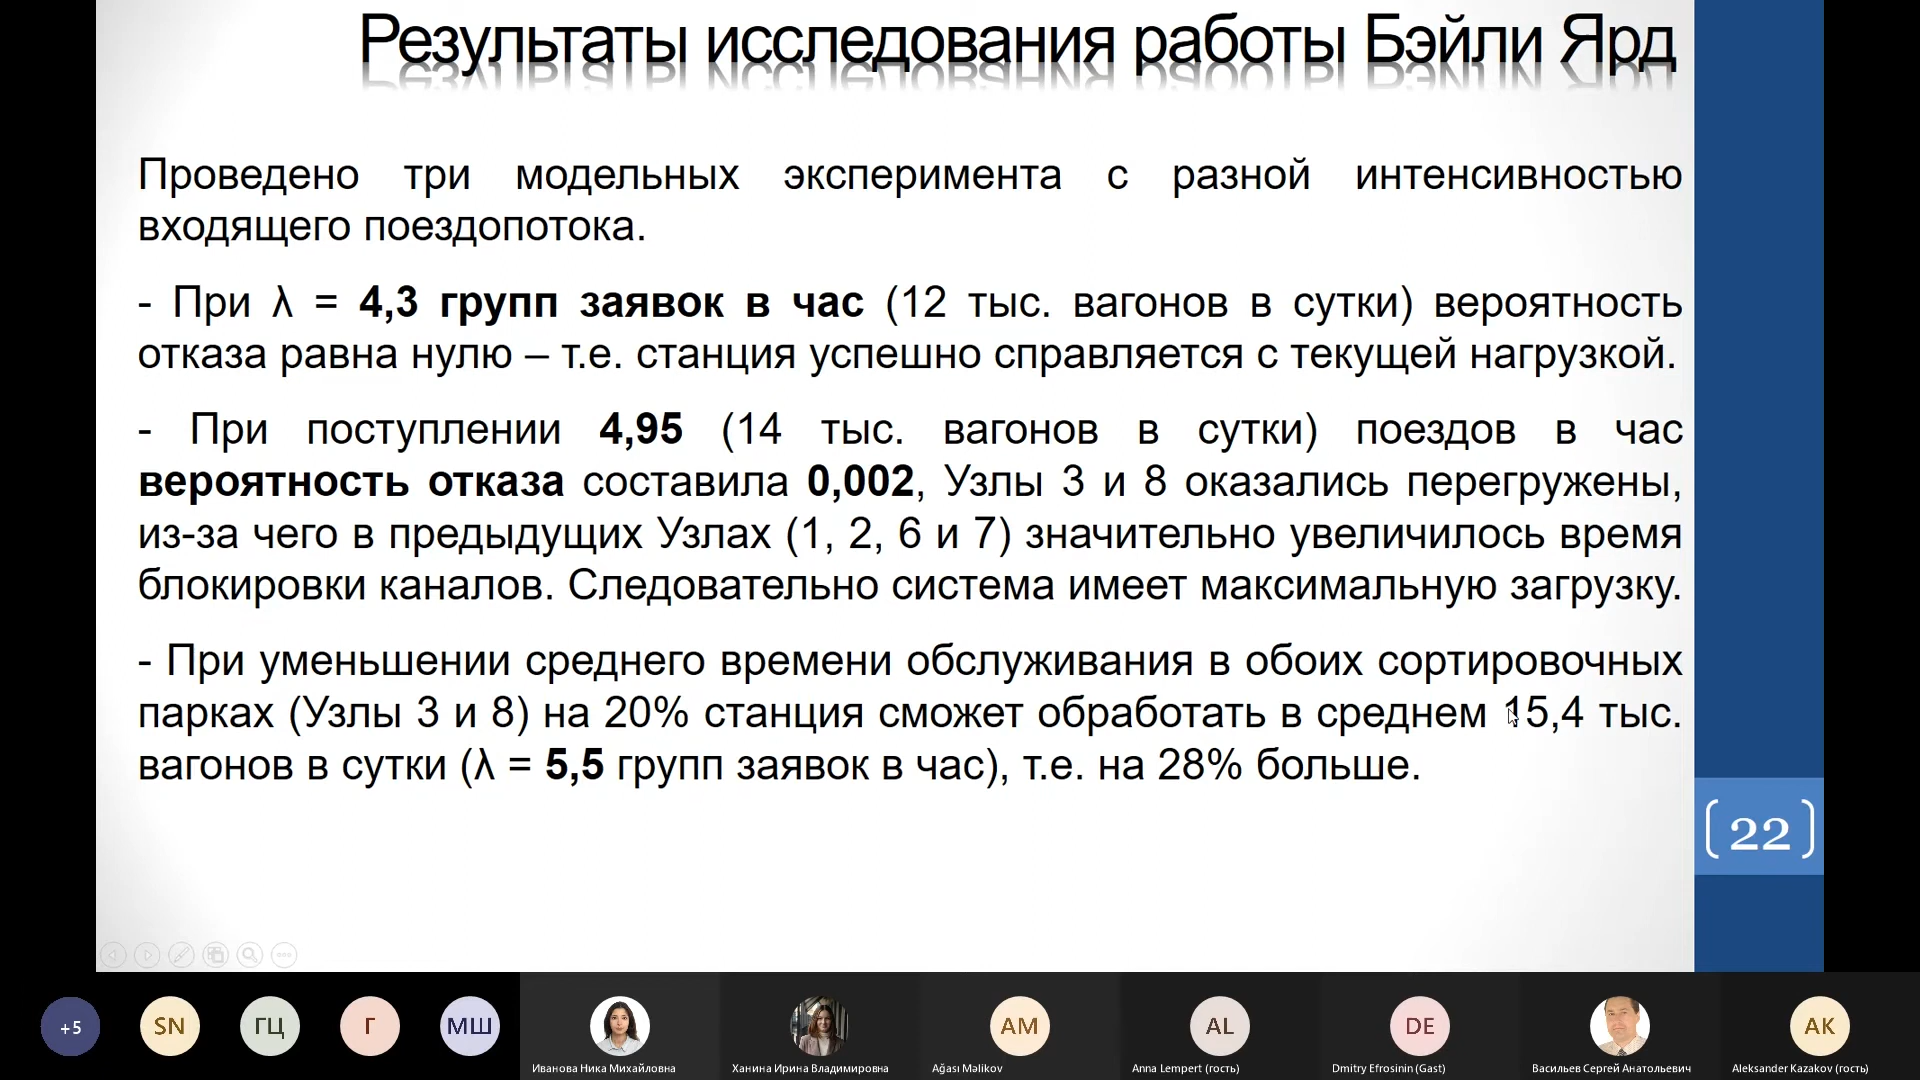 Результаты исследования работы Бэйли Ярд
Проведено три модельных эксперимента с разной интенсивностью
входящего поездопотока.
- При λ = 4,3 групп заявок в час (12 тыс. вагонов в сутки) вероятность
отказа равна нулю – т.е. станция успешно справляется с текущей нагрузкой.
- При поступлении 4,95 (14 тыс. вагонов в сутки) поездов в час
вероятность отказа составила 0,002, Узлы 3 и 8 оказались перегружены,
из-за чего в предыдущих Узлах (1, 2, 6 и 7) значительно увеличилось время
блокировки каналов. Следовательно система имеет максимальную загрузку.
- При уменьшении среднего времени обслуживания в обоих сортировочных
парках (Узлы 3 и 8) на 20% станция сможет обработать в среднем 15,4 тыс.
вагонов в сутки (λ = 5,5 групп заявок в час), т.е. на 28% больше.
22
+5 SN ГЦ Г МШ AM AL DE AK
Иванова Ника Михайловна Ханина Ирина Владимировна Ağası Məlikov Anna Lempert (гость) Dmitry Efrosinin (Gast) Васильев Сергей Анатольевич Aleksander Kazakov (гость)